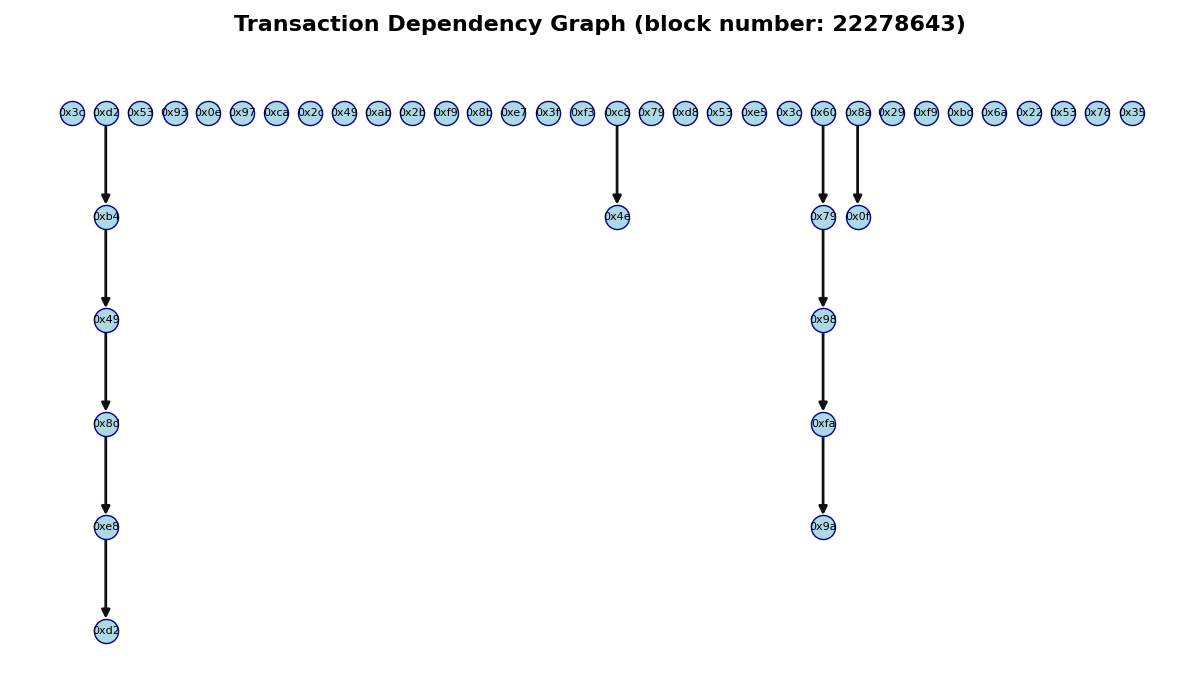 Transaction Dependency Graph (block number: 22278643)
0x3c 0xd2 0x53 0x93 0x0e 0x97 0xca 0x2c 0x49 0xab 0x2b 0xf9 0x8b 0xe7 0x3f 0xf3 0xc8 0x79 0xd8 0x53 0xe5 0x3c 0x60 0x8a 0x29 0xf9 0xbd 0x6a 0x22 0x53 0x78 0x35
0xb4 0x4e 0x79 0x0f
0x49 0x98
0x8d 0xfa
0xe8 0x9a
0xd2